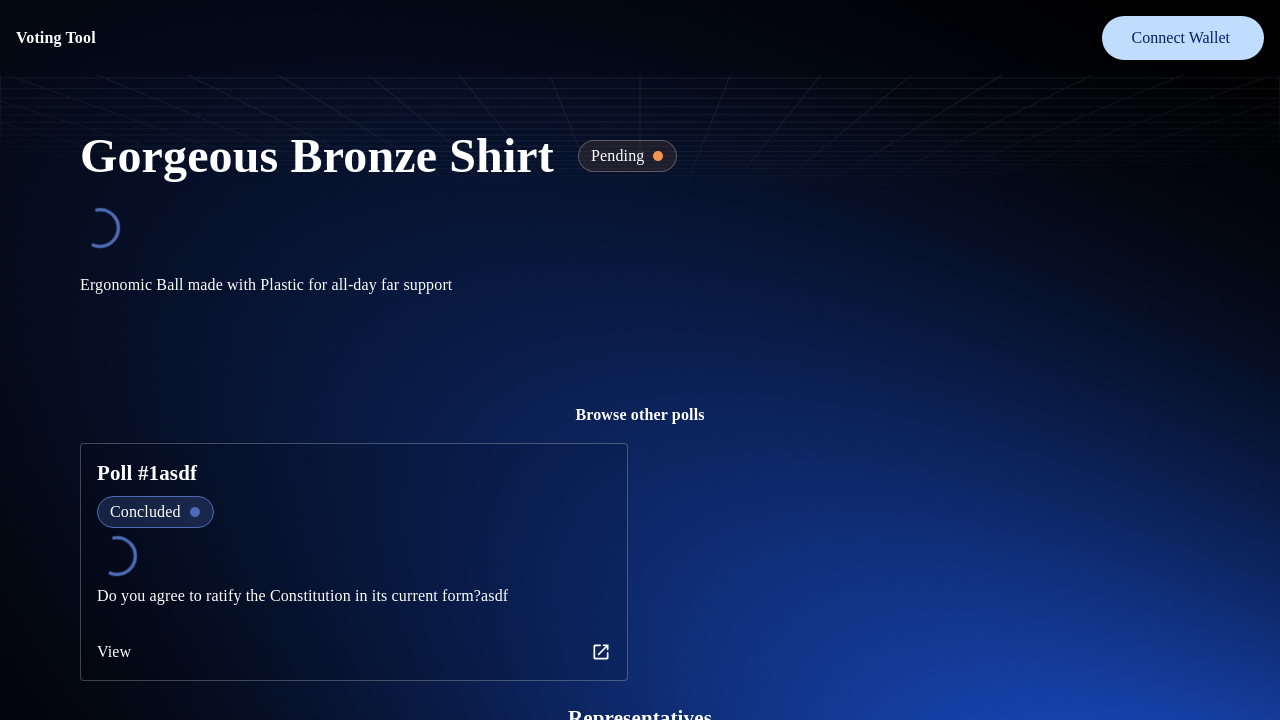 Voting Tool
Connect Wallet
Gorgeous Bronze Shirt
Pending
Ergonomic Ball made with Plastic for all-day far support
Browse other polls
Poll #1asdf
Concluded
Do you agree to ratify the Constitution in its current form?asdf
View
Representatives